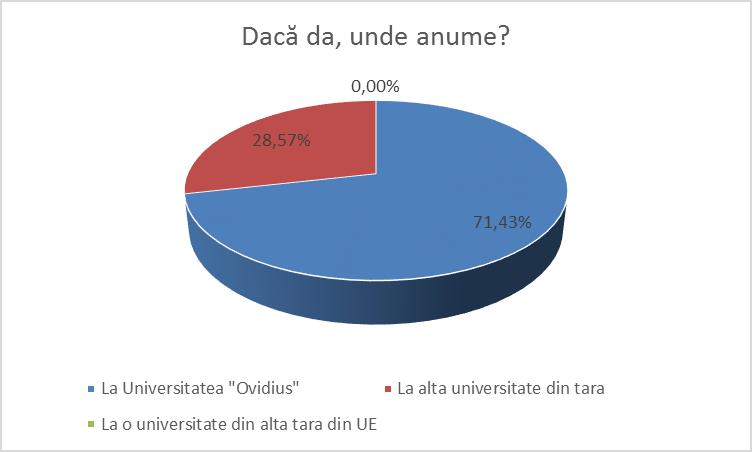 Dacă da, unde anume?
0,00%
28,57%
71,43%
La Universitatea "Ovidius"
La alta universitate din tara
La o universitate din alta tara din UE